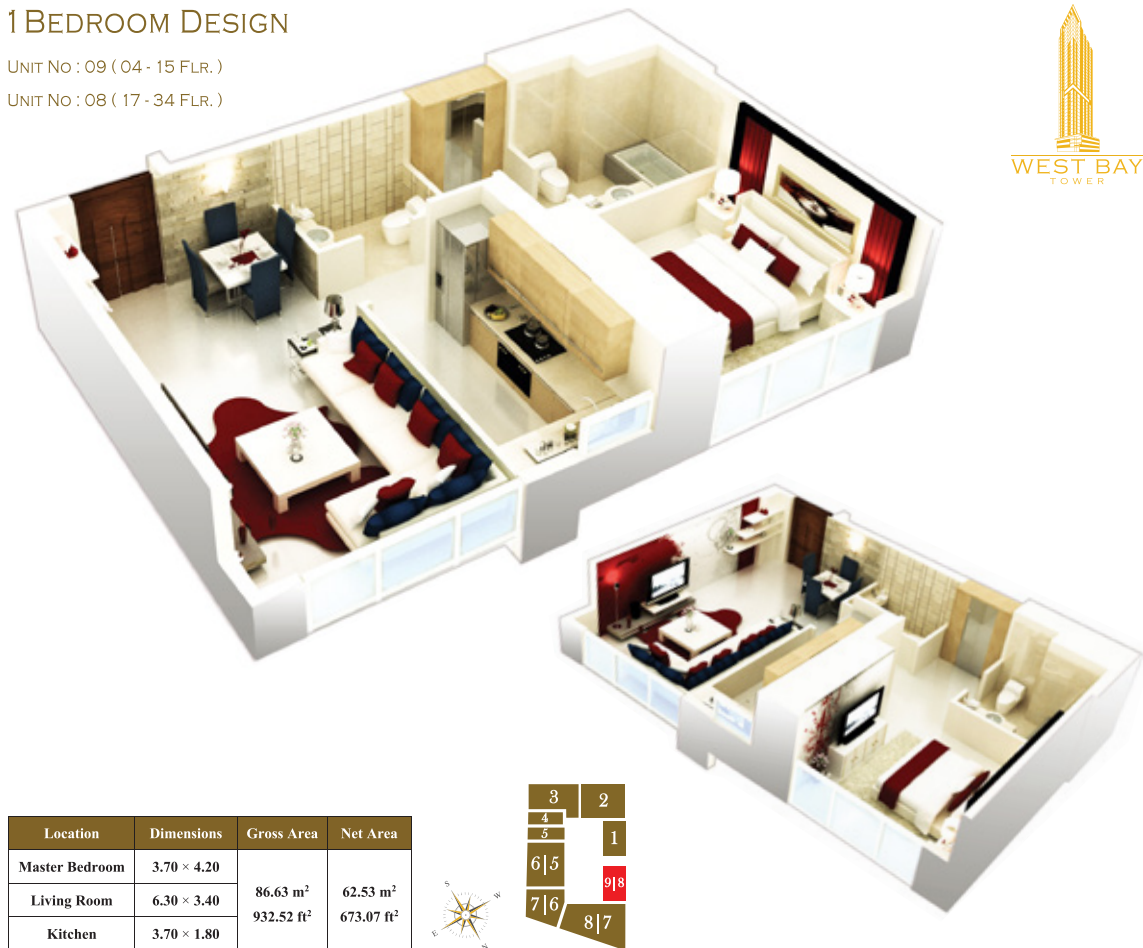 1 BEDROOM DESIGN
UNIT NO : 09 ( 04 - 15 FLR. )
UNIT NO : 08 ( 17 - 34 FLR. )
WEST BAY
TOWER
Location Dimensions Gross Area Net Area
Master Bedroom 3.70 × 4.20
Living Room 6.30 × 3.40
Kitchen 3.70 × 1.80
86.63 m² 62.53 m²
932.52 ft² 673.07 ft²
3 2
4
5
1
6|5
9|8
7|6
8|7
S
W
E
N